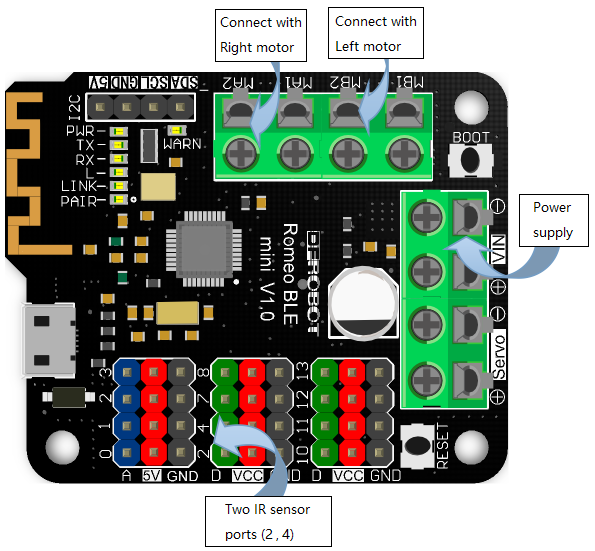 Connect with
Right motor
Connect with
Left motor
5V GND SCL SDA
I2C
MA2 MA1 MB2 MB1
PWR
TX
RX
L
LINK
PAIR
WARN
BOOT
Power
supply
VIN
Servo
DFROBOT
Romeo BLE
mini V1.0
3
2
1
0
8
7
4
2
13
12
11
10
A 5V GND
D VCC GND
D VCC GND
RESET
Two IR sensor
ports (2 , 4)